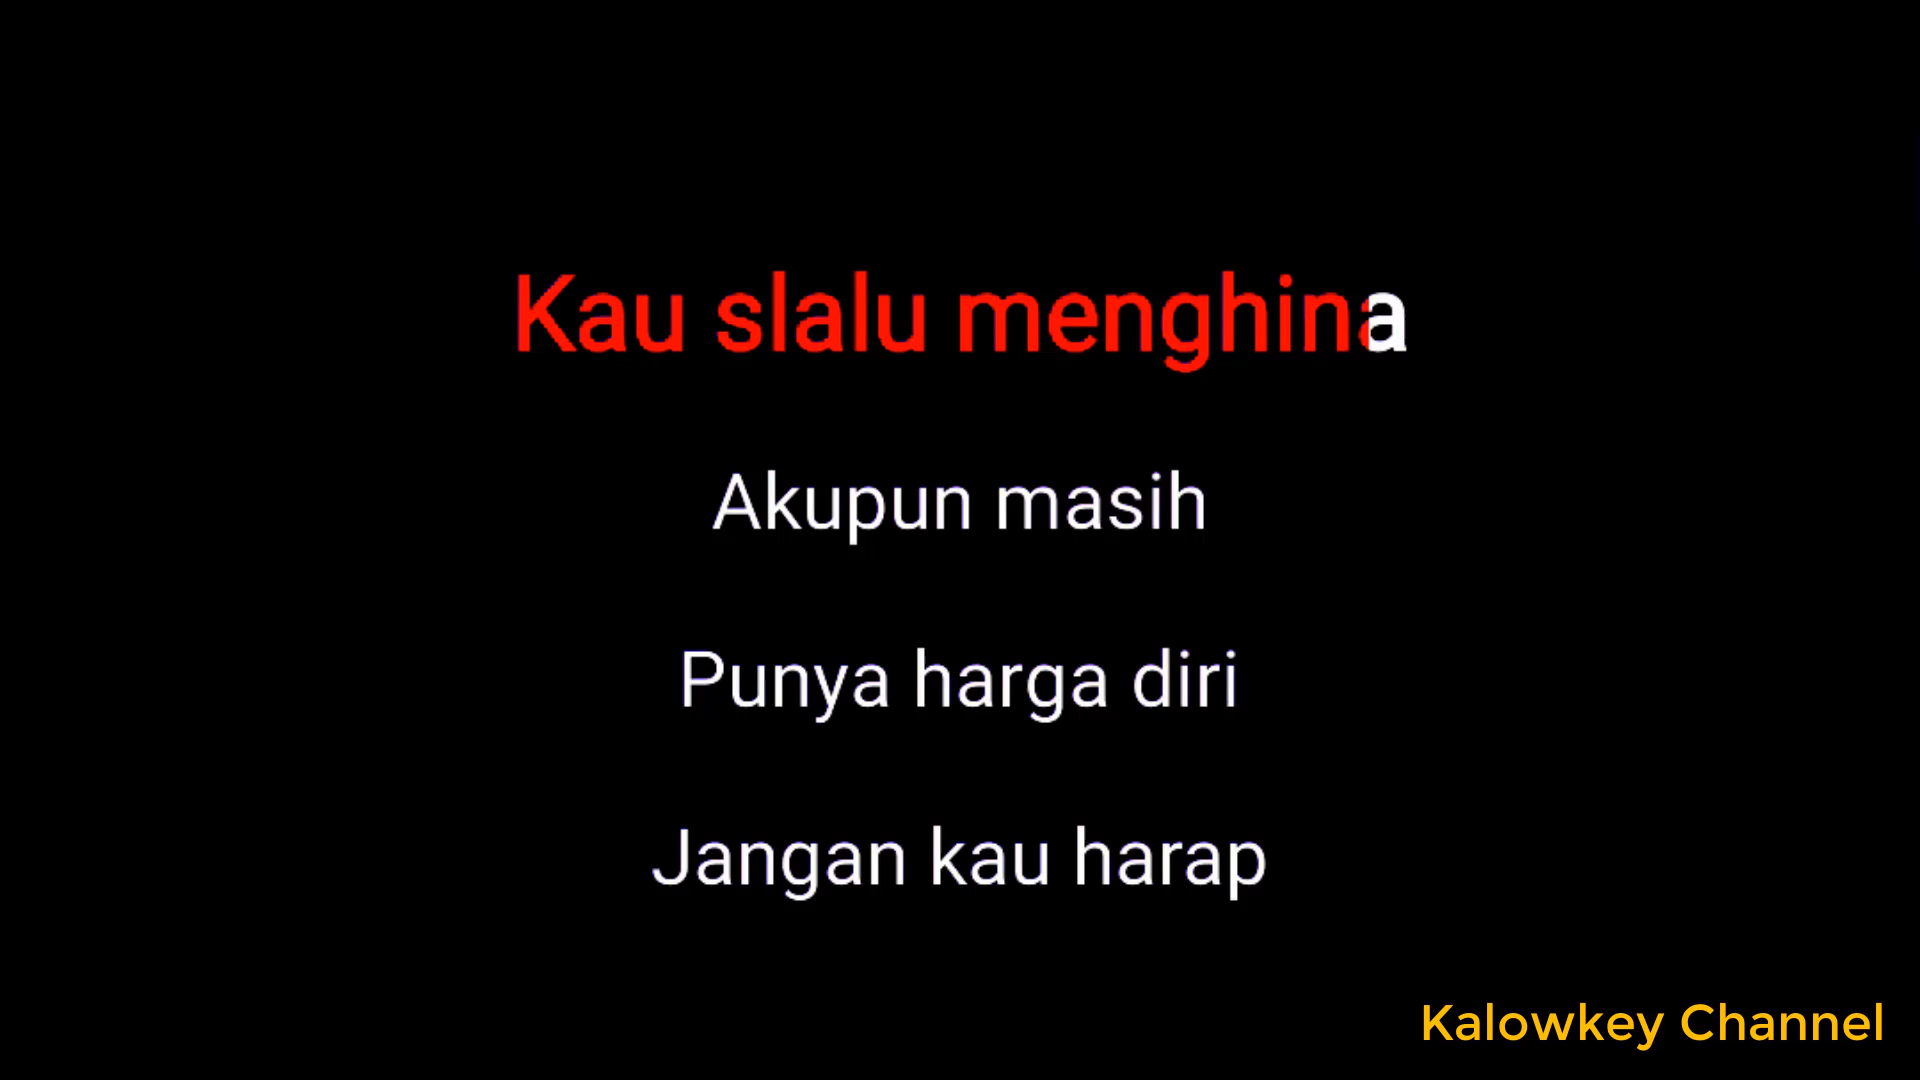 Kau slalu menghina
Akupun masih
Punya harga diri
Jangan kau harap
Kalowkey Channel